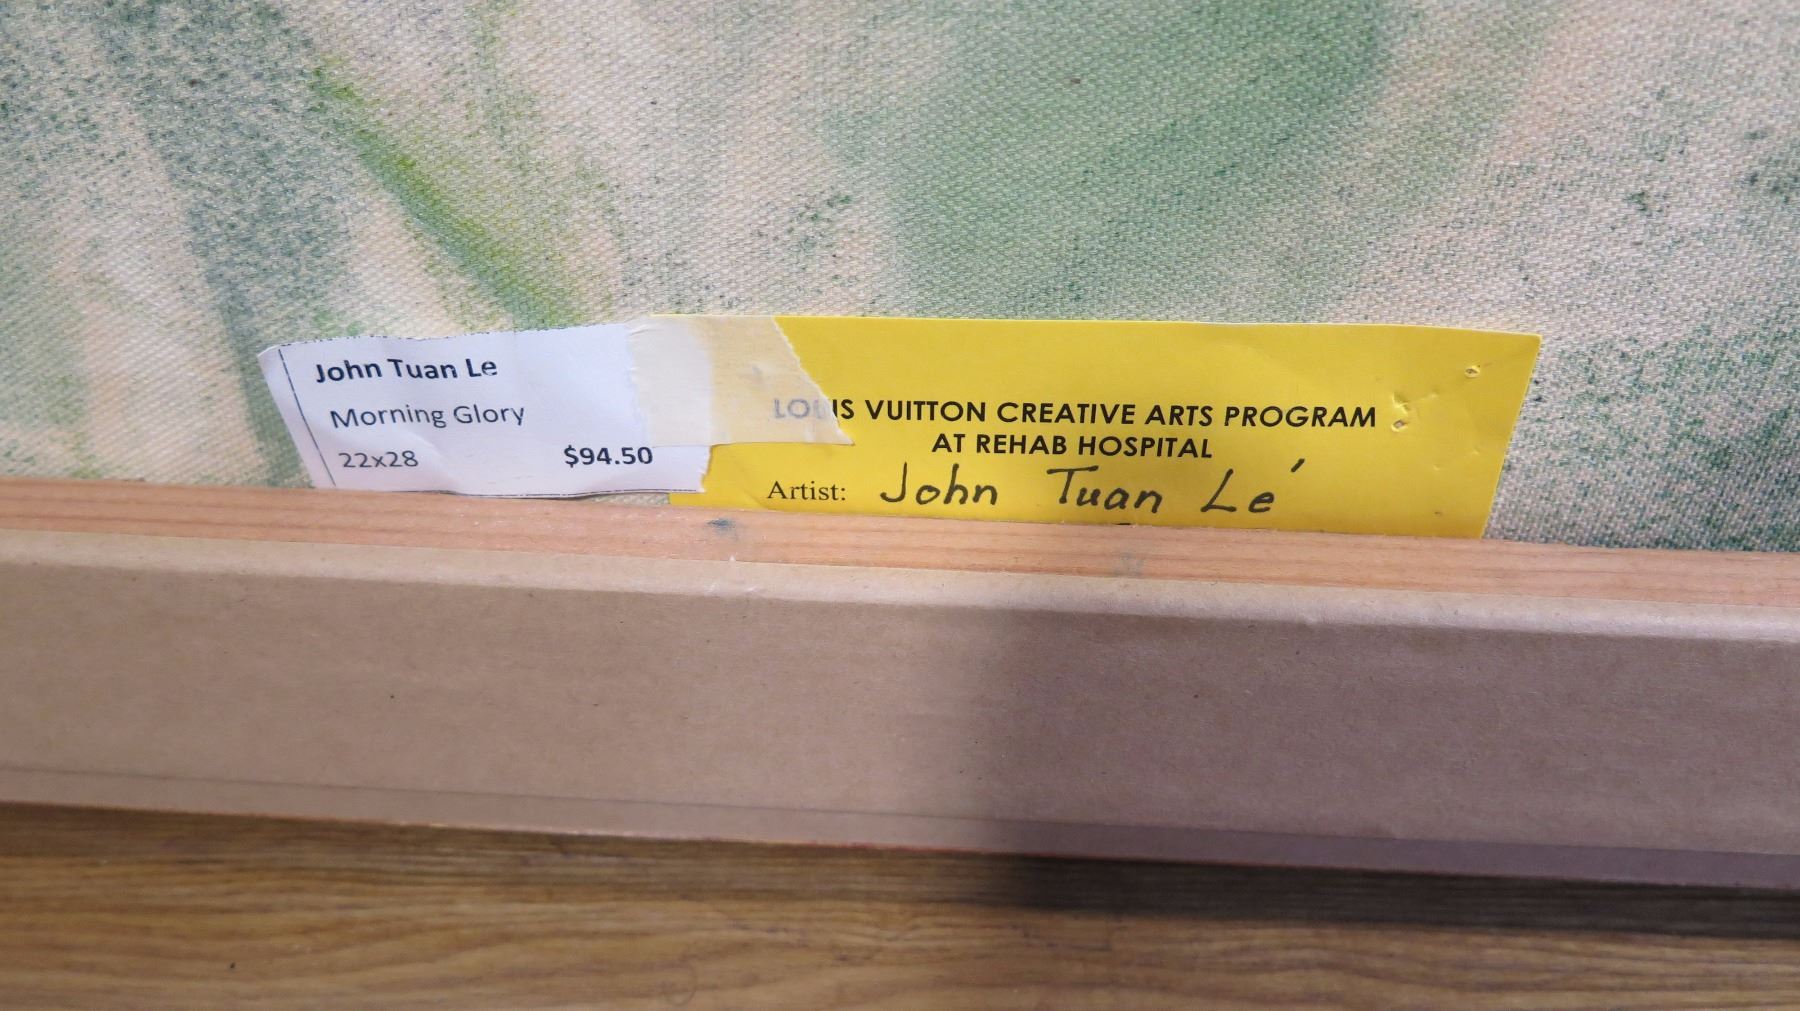 John Tuan Le
Morning Glory
22x28 $94.50
LOUIS VUITTON CREATIVE ARTS PROGRAM
AT REHAB HOSPITAL
Artist: John Tuan Lé